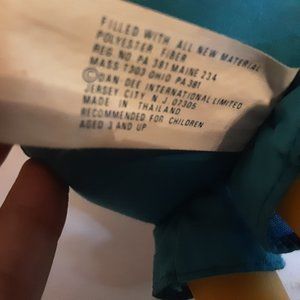 FILLED WITH ALL NEW MATERIAL
POLYESTER FIBER
REG NO PA 381 MAINE 234
MASS T303 OHIO PA 381
©DAN DEE INTERNATIONAL LIMITED
JERSEY CITY N J 07305
MADE IN THAILAND
RECOMMENDED FOR CHILDREN
AGED 3 AND UP